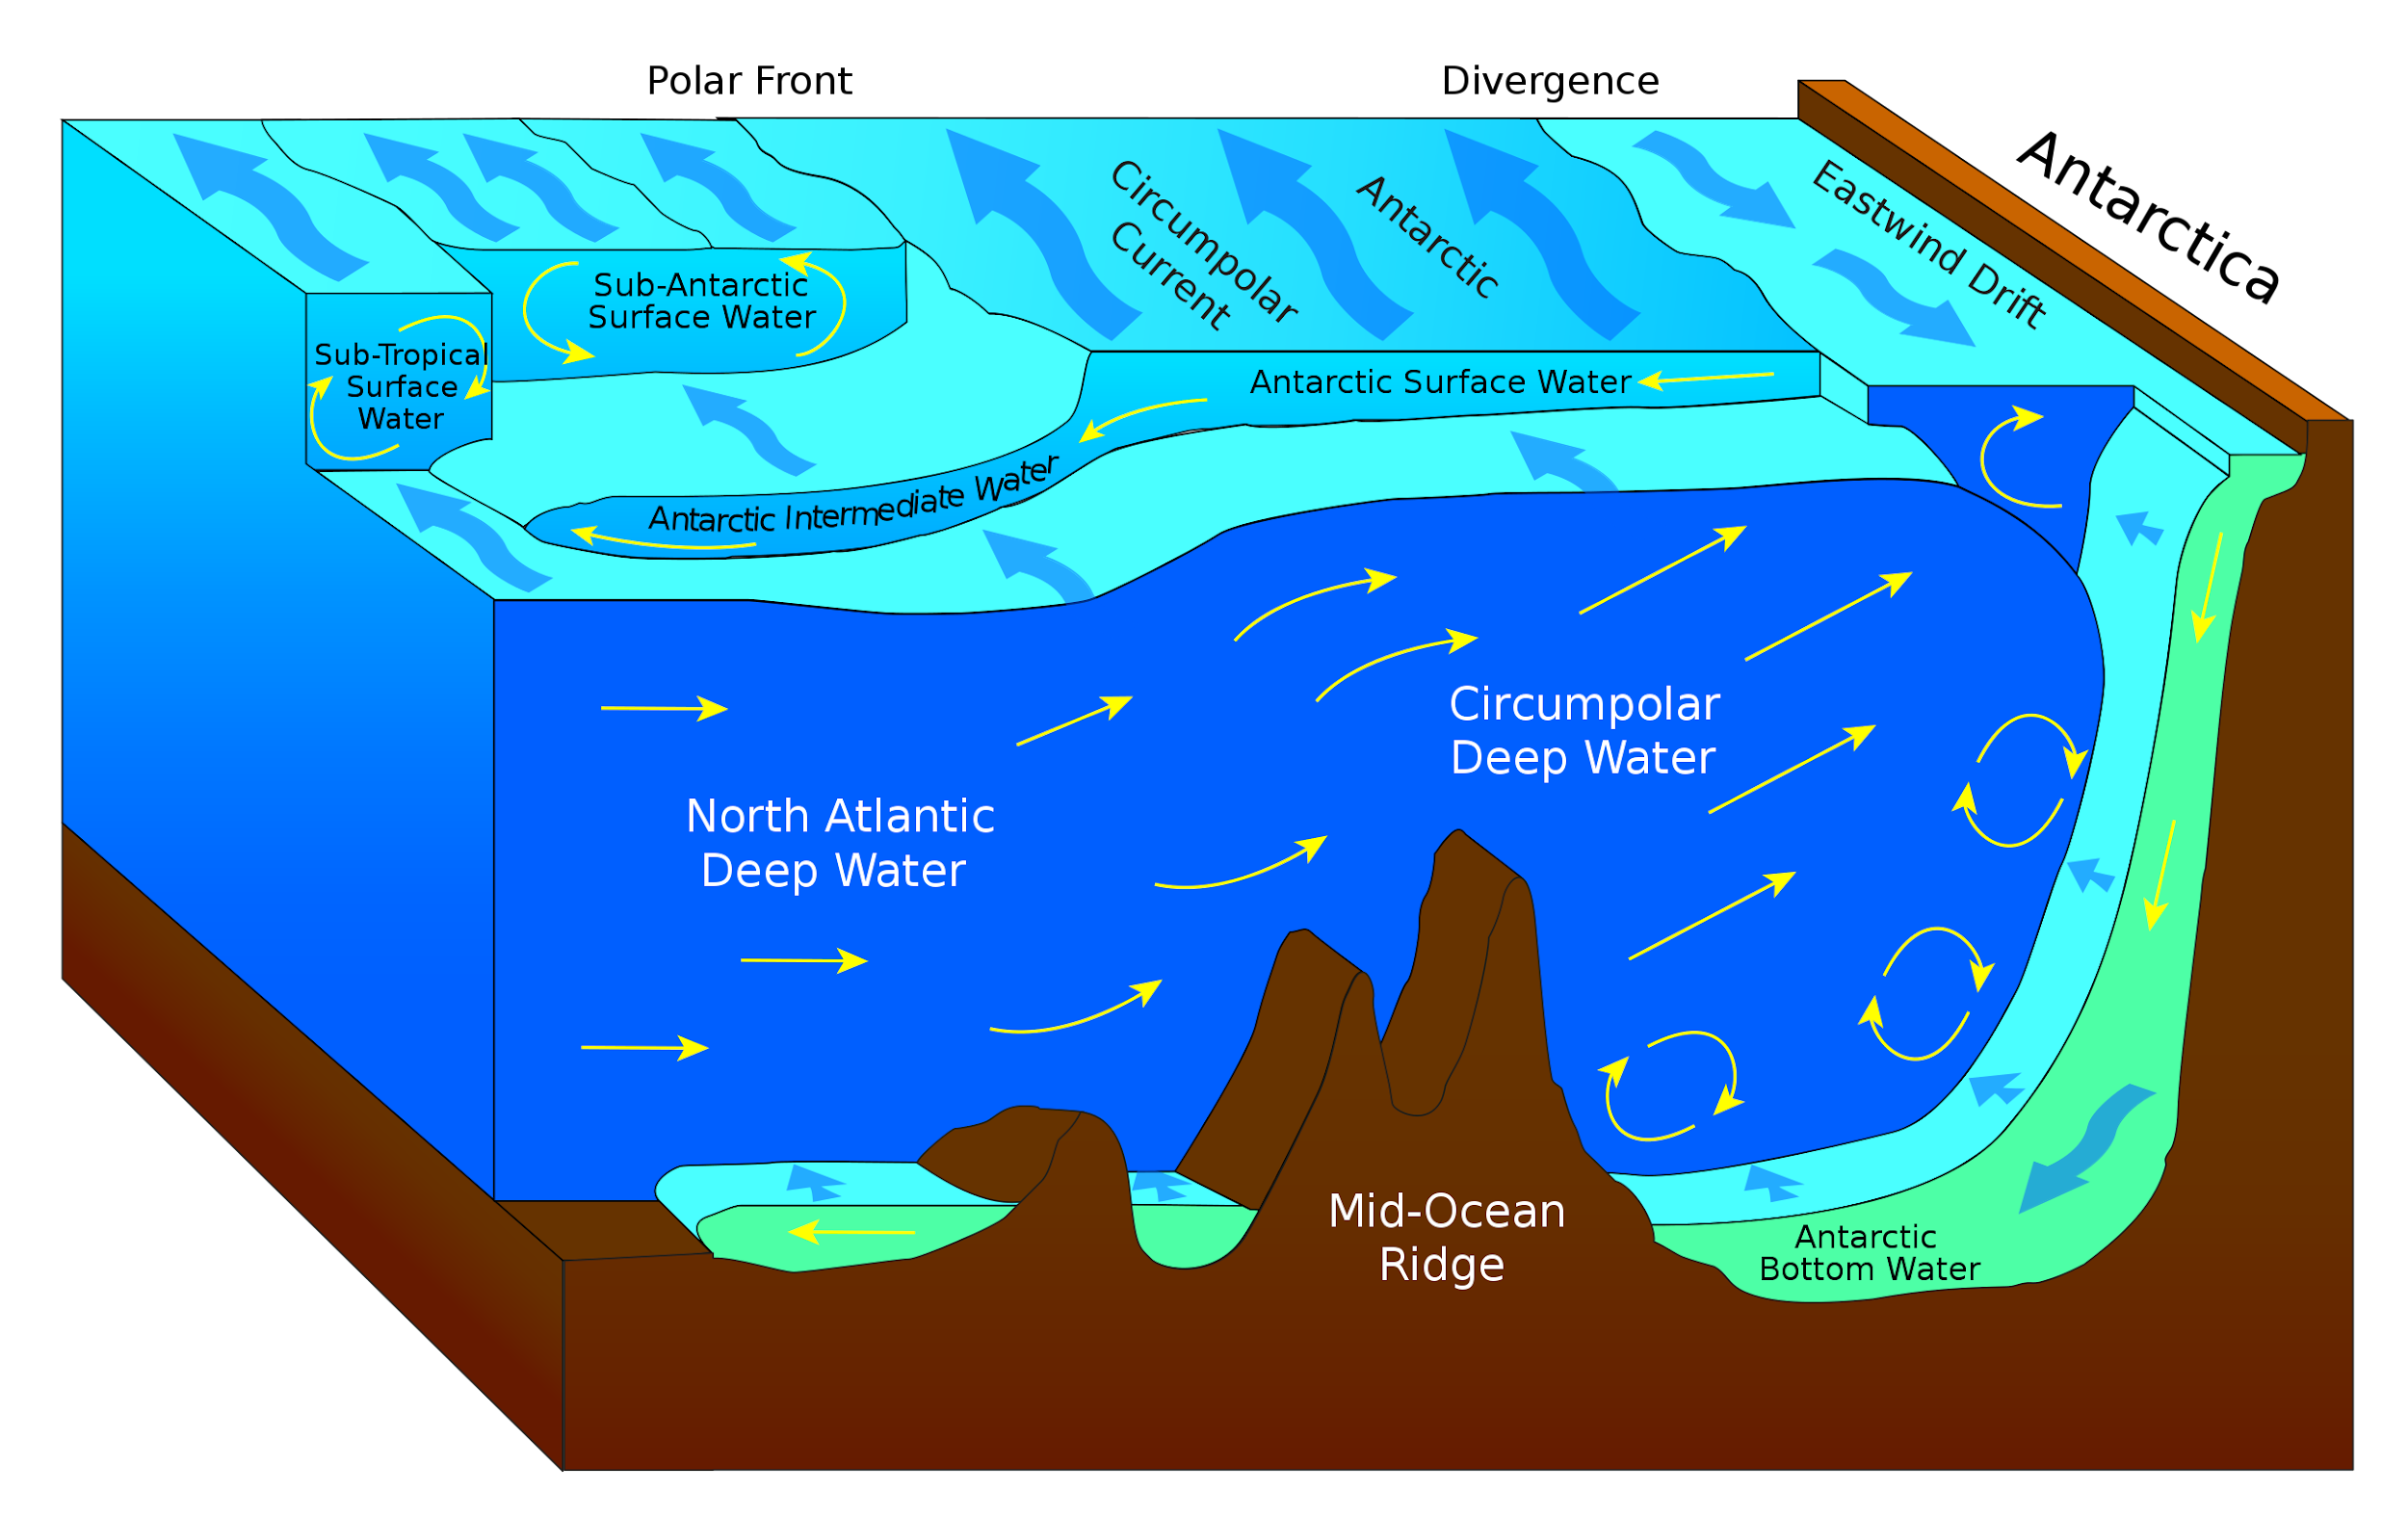 Polar Front
Divergence
Antarctica
Eastwind Drift
Circumpolar
Current
Antarctic
Sub-Antarctic
Surface Water
Sub-Tropical
Surface
Water
Antarctic Surface Water
Antarctic Intermediate Water
Circumpolar
Deep Water
North Atlantic
Deep Water
Mid-Ocean
Ridge
Antarctic
Bottom Water